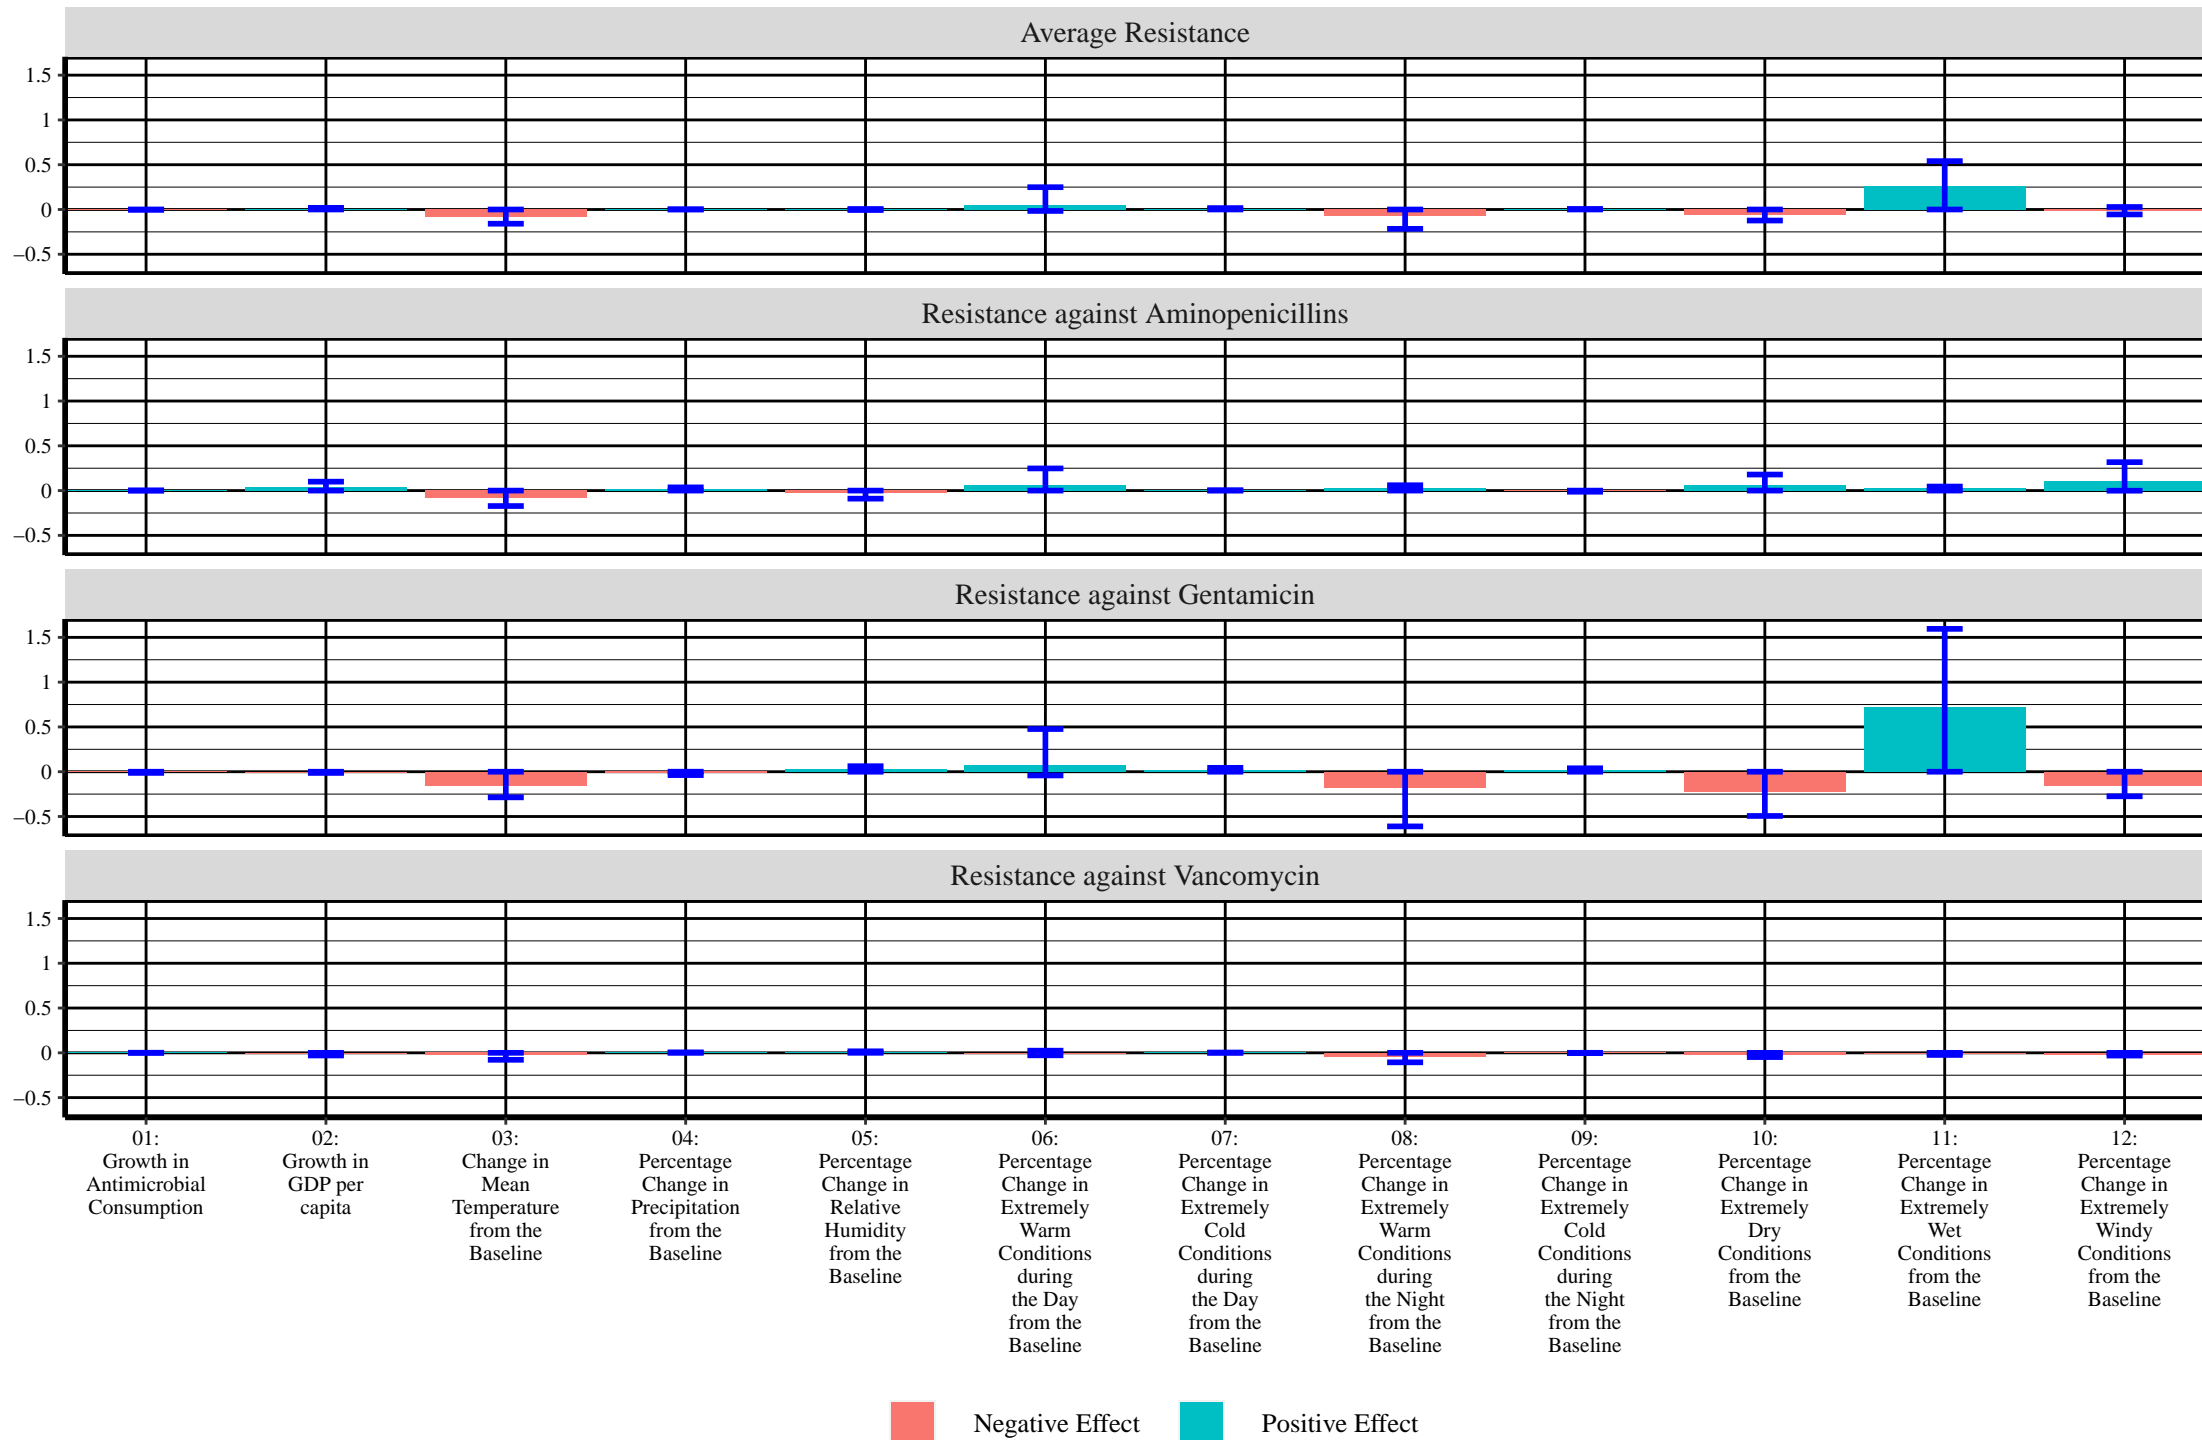 Average Resistance
1.5
1
0.5
0
−0.5
Resistance against Aminopenicillins
1.5
1
0.5
0
−0.5
Resistance against Gentamicin
1.5
1
0.5
0
−0.5
Resistance against Vancomycin
1.5
1
0.5
0
−0.5
01:
Growth in
Antimicrobial
Consumption
02:
Growth in
GDP per
capita
03:
Change in
Mean
Temperature
from the
Baseline
04:
Percentage
Change in
Precipitation
from the
Baseline
05:
Percentage
Change in
Relative
Humidity
from the
Baseline
06:
Percentage
Change in
Extremely
Warm
Conditions
during
the Day
from the
Baseline
07:
Percentage
Change in
Extremely
Cold
Conditions
during
the Day
from the
Baseline
08:
Percentage
Change in
Extremely
Warm
Conditions
during
the Night
from the
Baseline
09:
Percentage
Change in
Extremely
Cold
Conditions
during
the Night
from the
Baseline
10:
Percentage
Change in
Extremely
Dry
Conditions
from the
Baseline
11:
Percentage
Change in
Extremely
Wet
Conditions
from the
Baseline
12:
Percentage
Change in
Extremely
Windy
Conditions
from the
Baseline
Negative Effect
Positive Effect